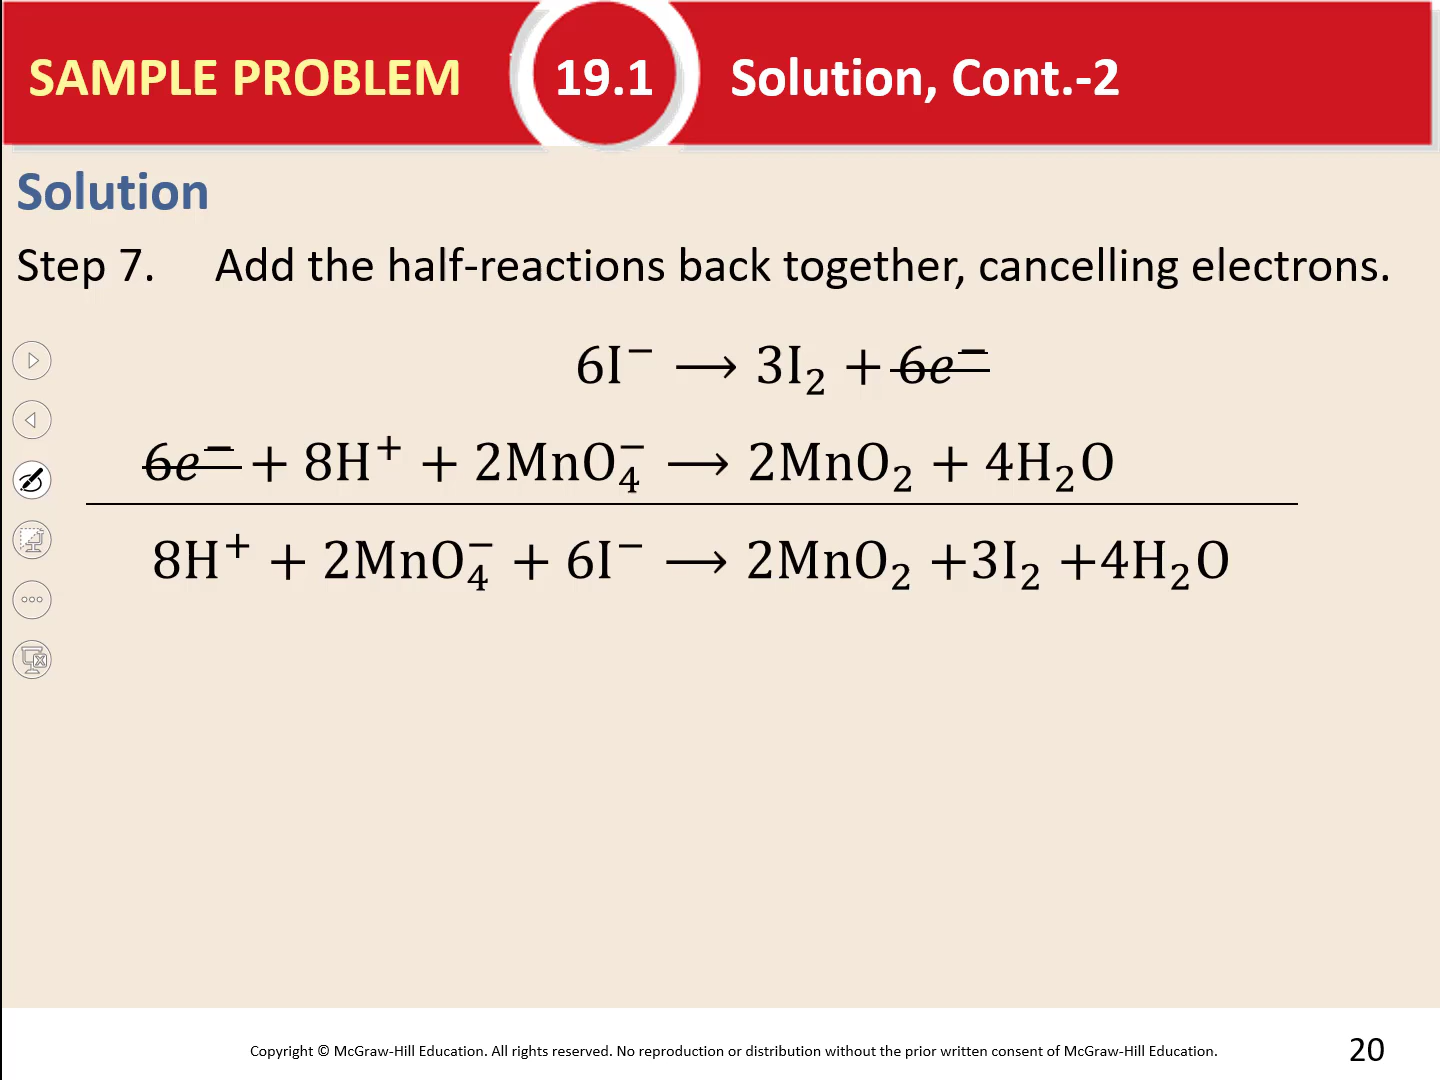 SAMPLE PROBLEM 19.1 Solution, Cont.-2
Solution
Step 7. Add the half-reactions back together, cancelling electrons.
6I⁻ ⟶ 3I₂ + 6e⁻
6e⁻ + 8H⁺ + 2MnO₄⁻ ⟶ 2MnO₂ + 4H₂O
8H⁺ + 2MnO₄⁻ + 6I⁻ ⟶ 2MnO₂ +3I₂ +4H₂O
Copyright © McGraw-Hill Education. All rights reserved. No reproduction or distribution without the prior written consent of McGraw-Hill Education.
20